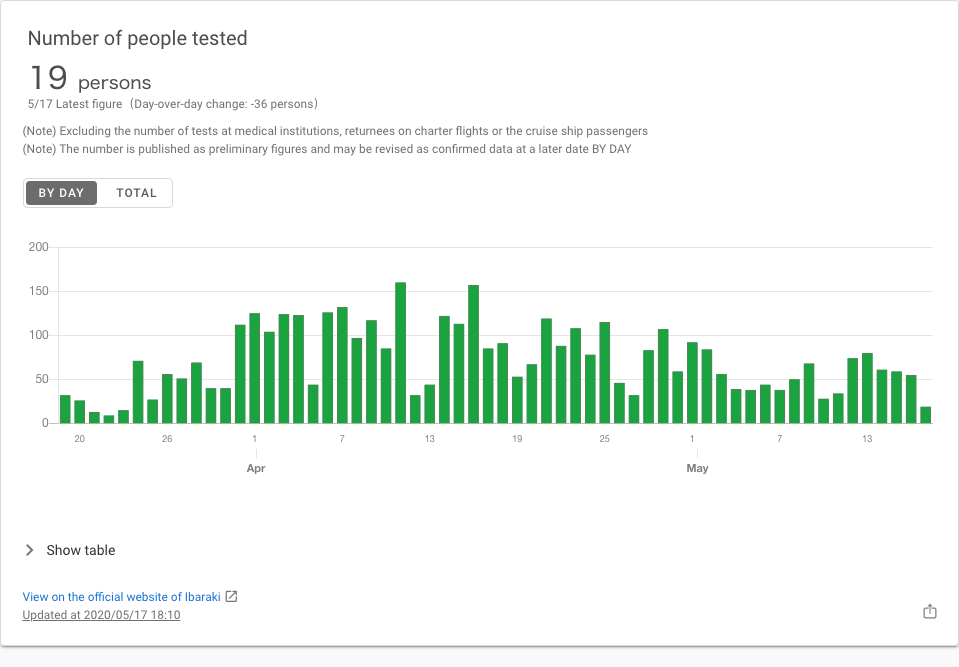 Number of people tested
19 persons
5/17 Latest figure（Day-over-day change: -36 persons）
(Note) Excluding the number of tests at medical institutions, returnees on charter flights or the cruise ship passengers
(Note) The number is published as preliminary figures and may be revised as confirmed data at a later date BY DAY
BY DAY TOTAL
200
150
100
50
0
20 26 1 7 13 19 25 1 7 13
Apr May
Show table
View on the official website of Ibaraki
Updated at 2020/05/17 18:10